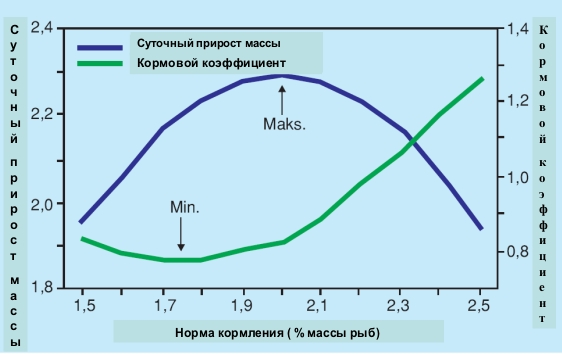 Суточный прирост массы
2,4
2,2
2,0
1,8
Суточный прирост массы
Кормовой коэффициент
Maks.
Min.
1,4
1,2
1,0
0,8
Кормовой коэффициент
1,5 1,7 1,9 2,1 2,3 2,5
Норма кормления ( % массы рыб)